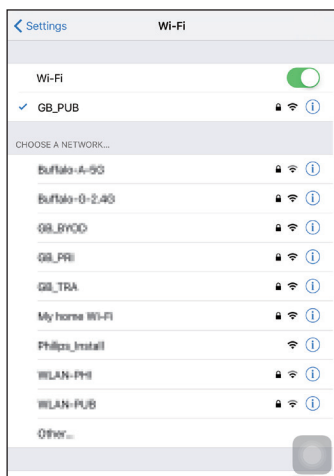 Settings
Wi-Fi
Wi-Fi
GB_PUB
CHOOSE A NETWORK...
Buffalo-A-5G
Buffalo-G-2.4G
GB_BYOD
GB_PRI
GB_TRA
My home Wi-Fi
Philips_Install
WLAN-PHI
WLAN-PUB
Other...